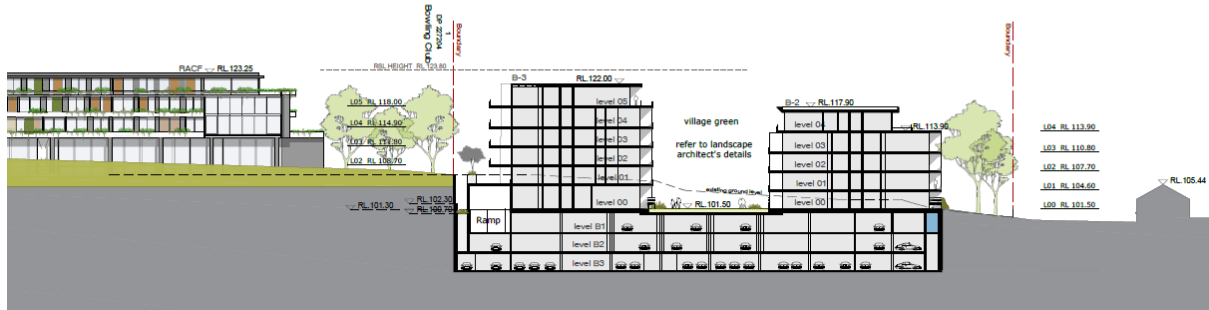 Bowling Club
DP 227204
1
Boundary
Boundary
RSL HEIGHT RL 123.80
RACF RL.123.25
B-3
RL.122.00
B-2 RL.117.90
L05 RL 118.00
L04 RL 114.90
L03 RL 111.80
L02 RL 108.70
level 05
level 04
level 03
level 02
level 01
level 00
village green
refer to landscape
architect's details
level 04
RL 113.90
level 03
level 02
level 01
level 00
L04 RL 113.90
L03 RL 110.80
L02 RL 107.70
L01 RL 104.60
L00 RL 101.50
RL.105.44
existing ground level
RL.101.30
RL.102.30
RL.101.50
Ramp
level B1
level B2
level B3